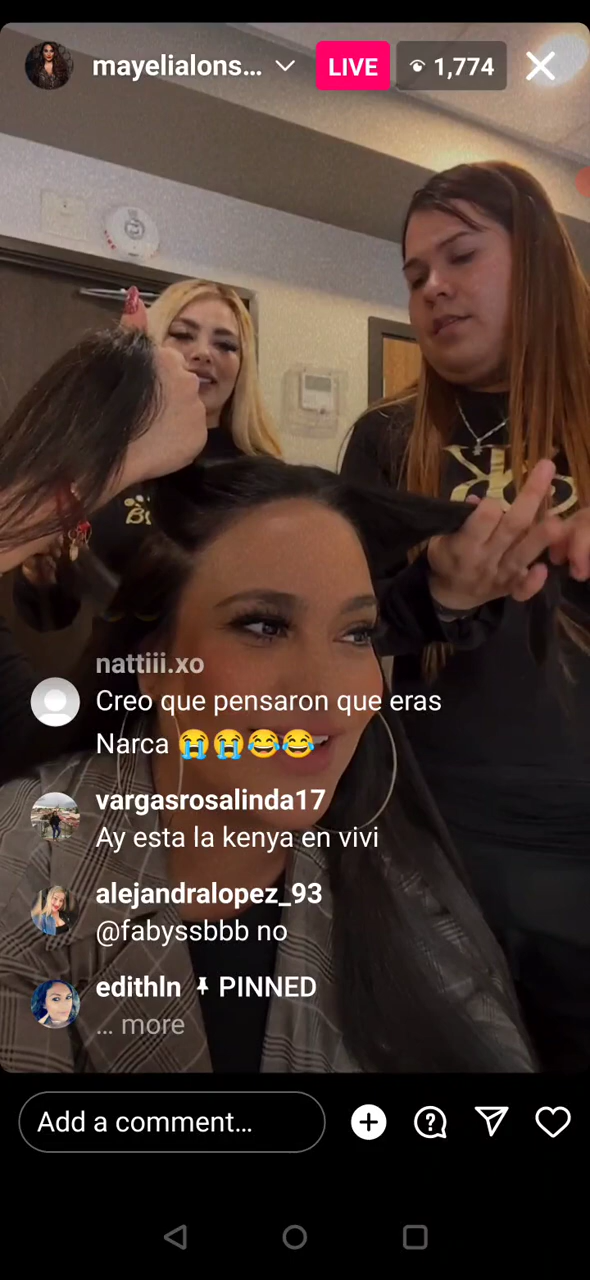 mayelialons...
LIVE
1,774
nattiii.xo
Creo que pensaron que eras
Narca 😭😭😂😂
vargasrosalinda17
Ay esta la kenya en vivi
alejandralopez_93
@fabyssbbb no
edithln PINNED
... more
Add a comment...